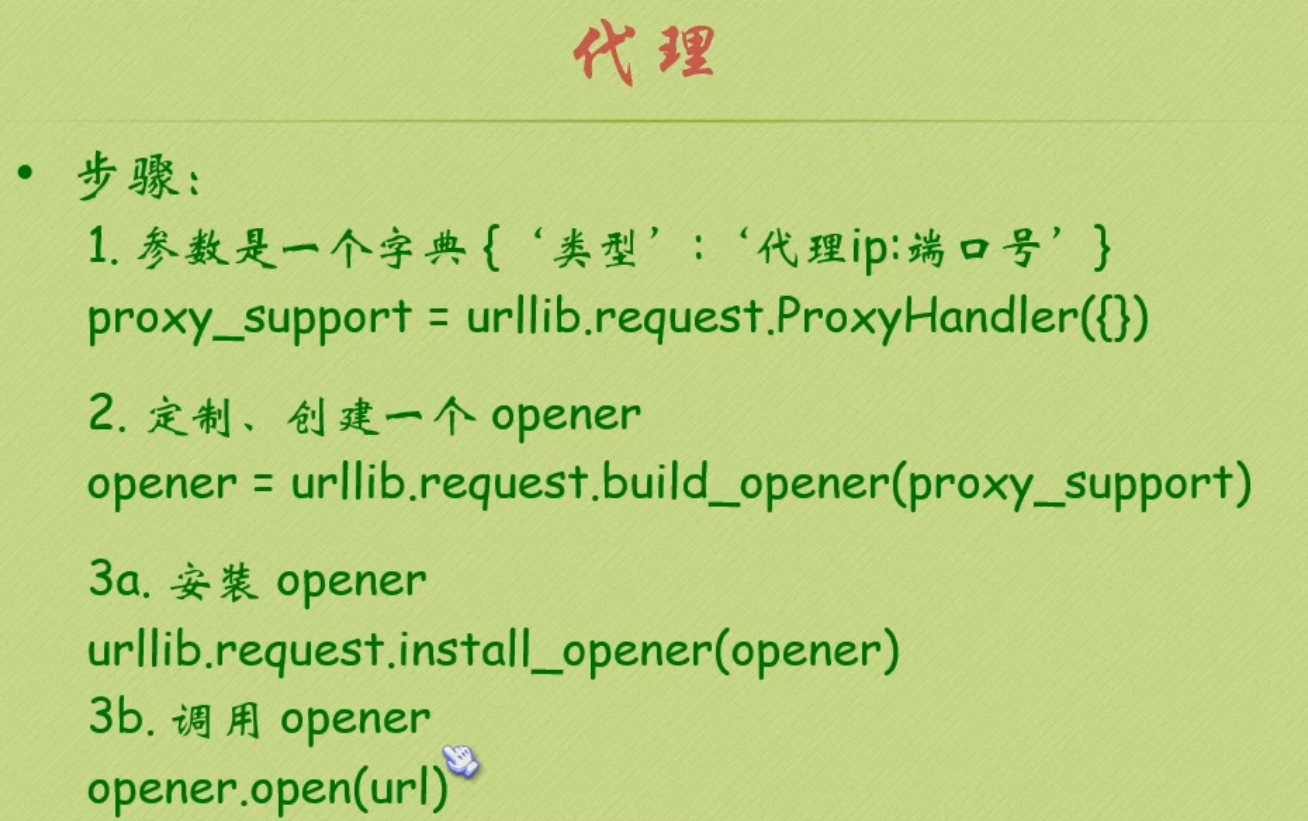 代理
• 步骤:
1. 参数是一个字典 {‘类型’:‘代理ip:端口号’}
proxy_support = urllib.request.ProxyHandler({})
2. 定制、创建一个 opener
opener = urllib.request.build_opener(proxy_support)
3a. 安装 opener
urllib.request.install_opener(opener)
3b. 调用 opener
opener.open(url)